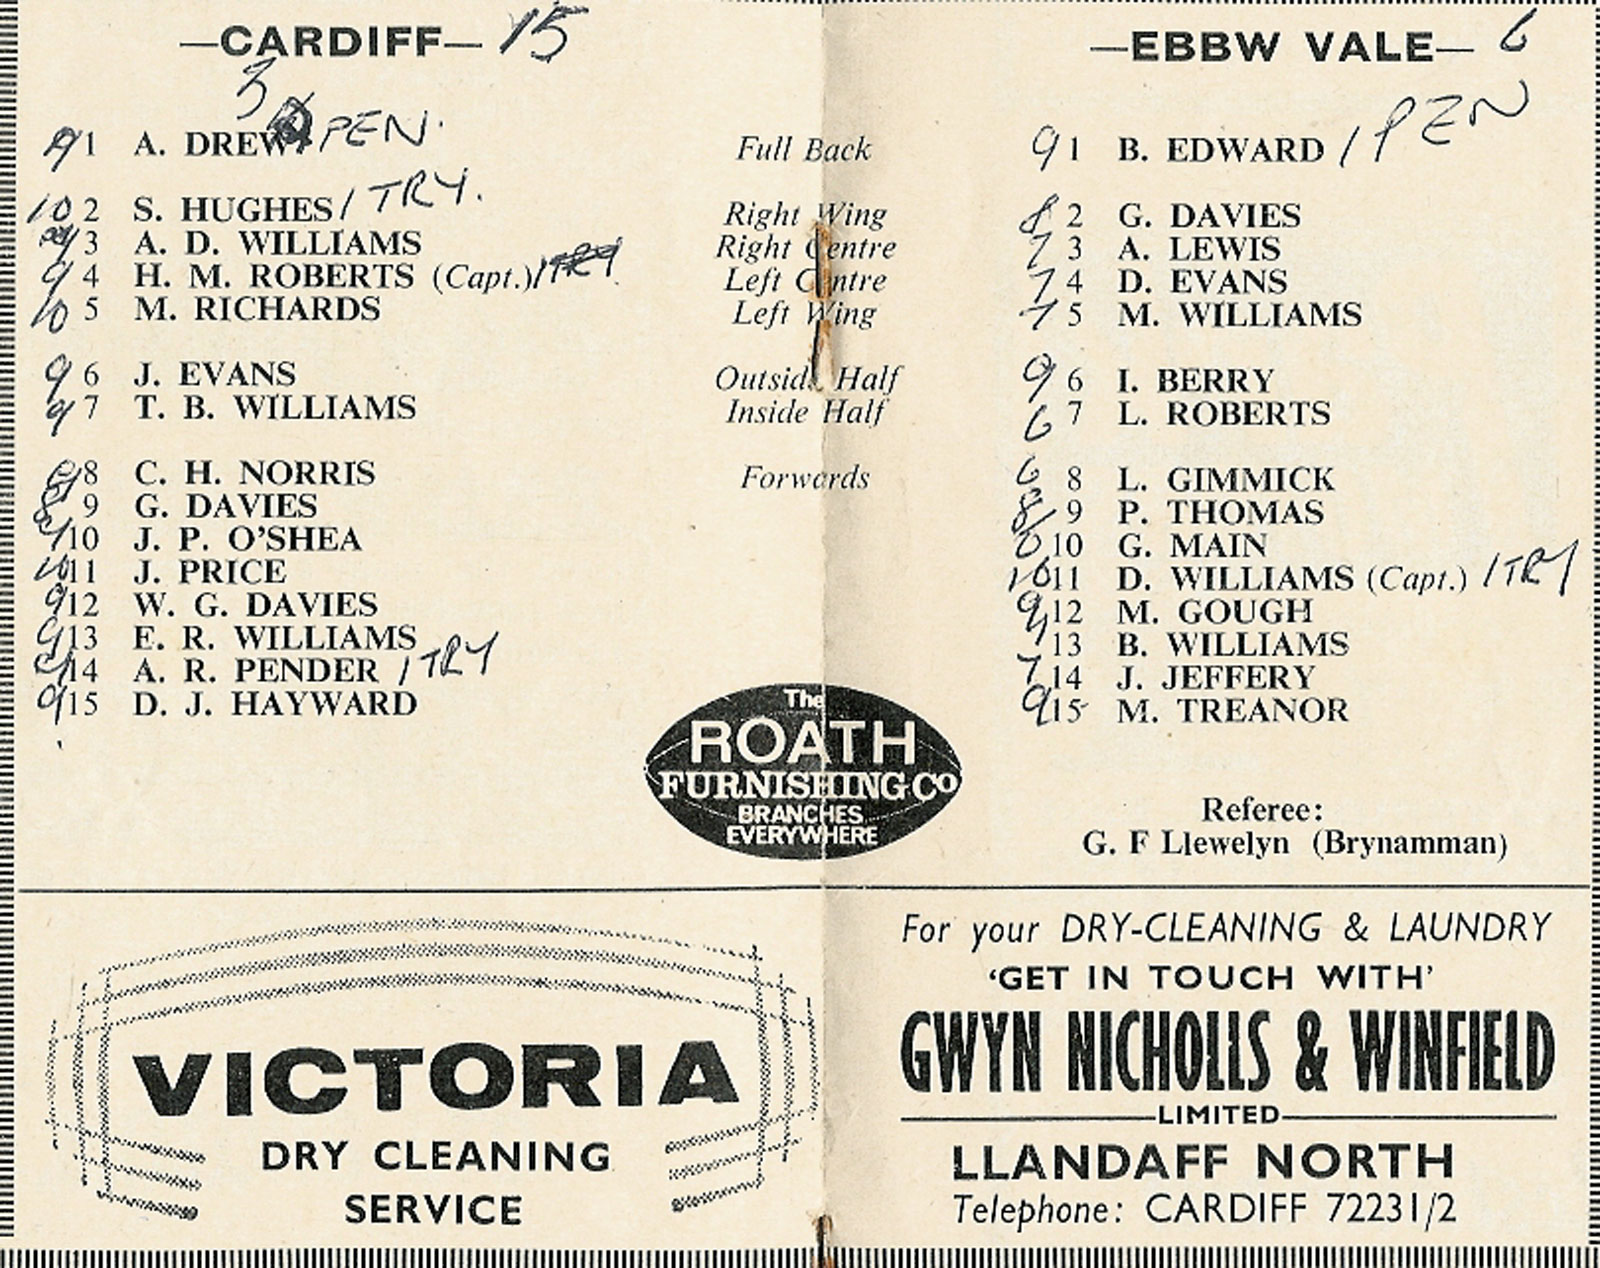 —CARDIFF— 15
3 PEN.
9 1 A. DREW
10 2 S. HUGHES 1 TRY.
3 A. D. WILLIAMS
9 4 H. M. ROBERTS (Capt.) 1 TRY
10 5 M. RICHARDS
9 6 J. EVANS
9 7 T. B. WILLIAMS
8 C. H. NORRIS
8 9 G. DAVIES
9 10 J. P. O'SHEA
10 11 J. PRICE
9 12 W. G. DAVIES
9 13 E. R. WILLIAMS
14 A. R. PENDER 1 TRY
9 15 D. J. HAYWARD
Full Back
Right Wing
Right Centre
Left Centre
Left Wing
Outside Half
Inside Half
Forwards
—EBBW VALE— 6
9 1 B. EDWARD 1 PEN
8 2 G. DAVIES
7 3 A. LEWIS
7 4 D. EVANS
7 5 M. WILLIAMS
9 6 I. BERRY
6 7 L. ROBERTS
6 8 L. GIMMICK
8 9 P. THOMAS
10 G. MAIN
10 11 D. WILLIAMS (Capt.) 1 TRY
9 12 M. GOUGH
13 B. WILLIAMS
7 14 J. JEFFERY
9 15 M. TREANOR
The
ROATH
FURNISHING CO
BRANCHES
EVERYWHERE
Referee:
G. F Llewelyn (Brynamman)
VICTORIA
DRY CLEANING
SERVICE
For your DRY-CLEANING & LAUNDRY
'GET IN TOUCH WITH'
GWYN NICHOLLS & WINFIELD
LIMITED
LLANDAFF NORTH
Telephone: CARDIFF 72231/2